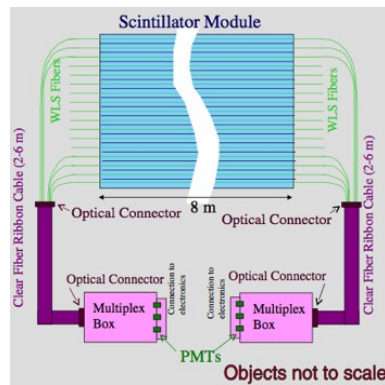 Scintillator Module
WLS Fibers
WLS Fibers
8 m
Clear Fiber Ribbon Cable (2-6 m)
Clear Fiber Ribbon Cable (2-6 m)
Optical Connector
Optical Connector
Optical Connector
Optical Connector
Multiplex
Box
Connection to
electronics
Connection to
electronics
Multiplex
Box
PMTs
Objects not to scale